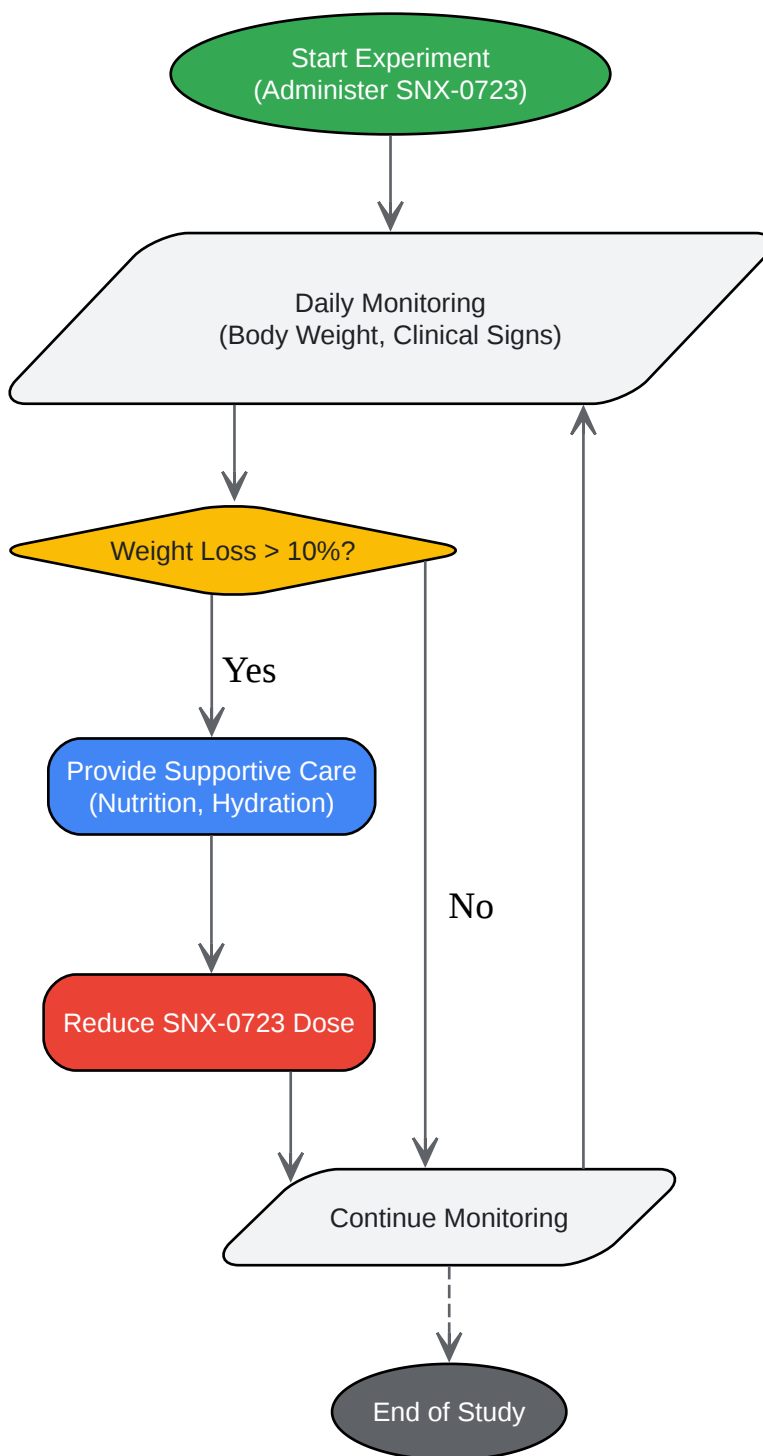 Start Experiment
(Administer SNX-0723)
Daily Monitoring
(Body Weight, Clinical Signs)
Weight Loss > 10%?
Yes
Provide Supportive Care
(Nutrition, Hydration)
No
Reduce SNX-0723 Dose
Continue Monitoring
End of Study